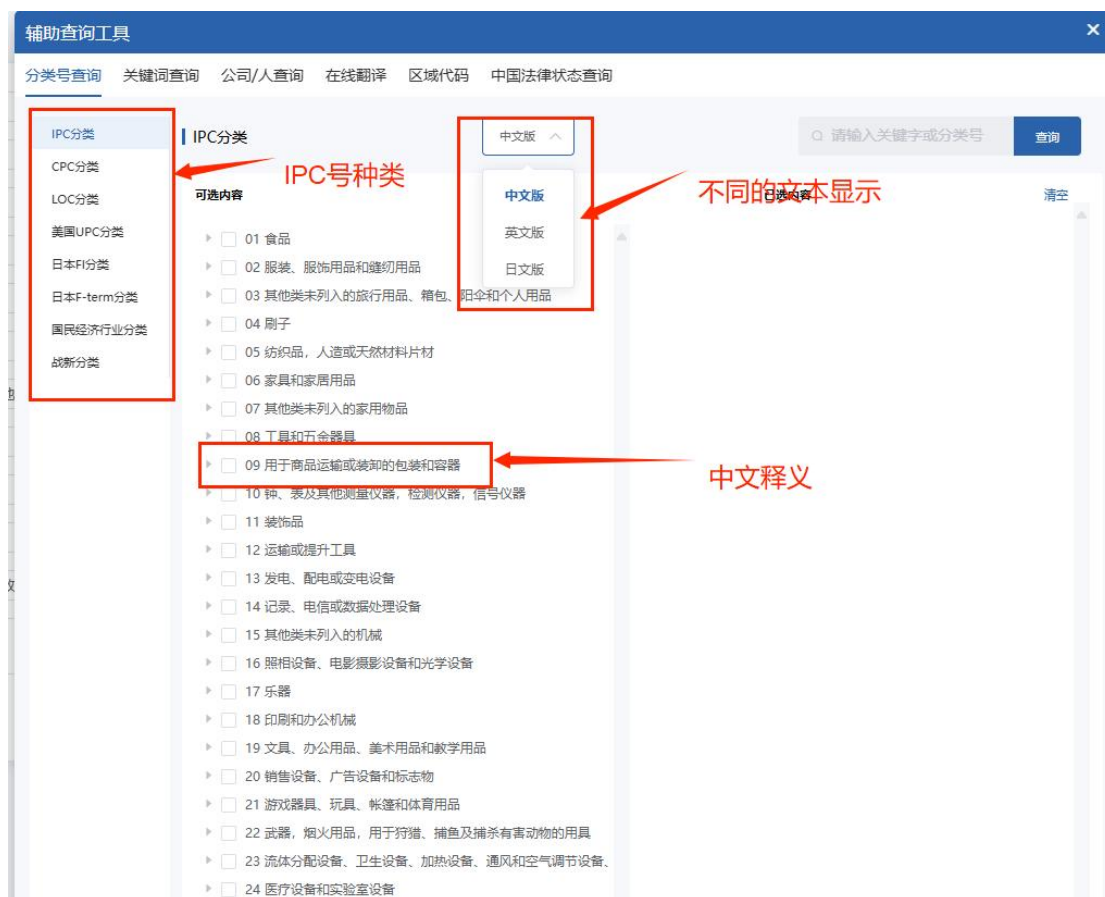 辅助查询工具
分类号查询 关键词查询 公司/人查询 在线翻译 区域代码 中国法律状态查询
IPC分类
CPC分类
LOC分类
美国UPC分类
日本FI分类
日本F-term分类
国民经济行业分类
战新分类
IPC号种类
IPC分类
中文版
请输入关键字或分类号
查询
中文版
英文版
日文版
不同的文本显示
可选内容
已选内容
清空
01 食品
02 服装、服饰用品和缝纫用品
03 其他类未列入的旅行用品、箱包、阳伞和个人用品
04 刷子
05 纺织品,人造或天然材料片材
06 家具和家居用品
07 其他类未列入的家用物品
08 工具和五金器具
09 用于商品运输或装卸的包装和容器
中文释义
10 钟、表及其他测量仪器,检测仪器,信号仪器
11 装饰品
12 运输或提升工具
13 发电、配电或变电设备
14 记录、电信或数据处理设备
15 其他类未列入的机械
16 照相设备、电影摄影设备和光学设备
17 乐器
18 印刷和办公机械
19 文具、办公用品、美术用品和教学用品
20 销售设备、广告设备和标志物
21 游戏器具、玩具、帐篷和体育用品
22 武器,烟火用品,用于狩猎、捕鱼及捕杀有害动物的用具
23 流体分配设备、卫生设备、加热设备、通风和空气调节设备、
24 医疗设备和实验室设备